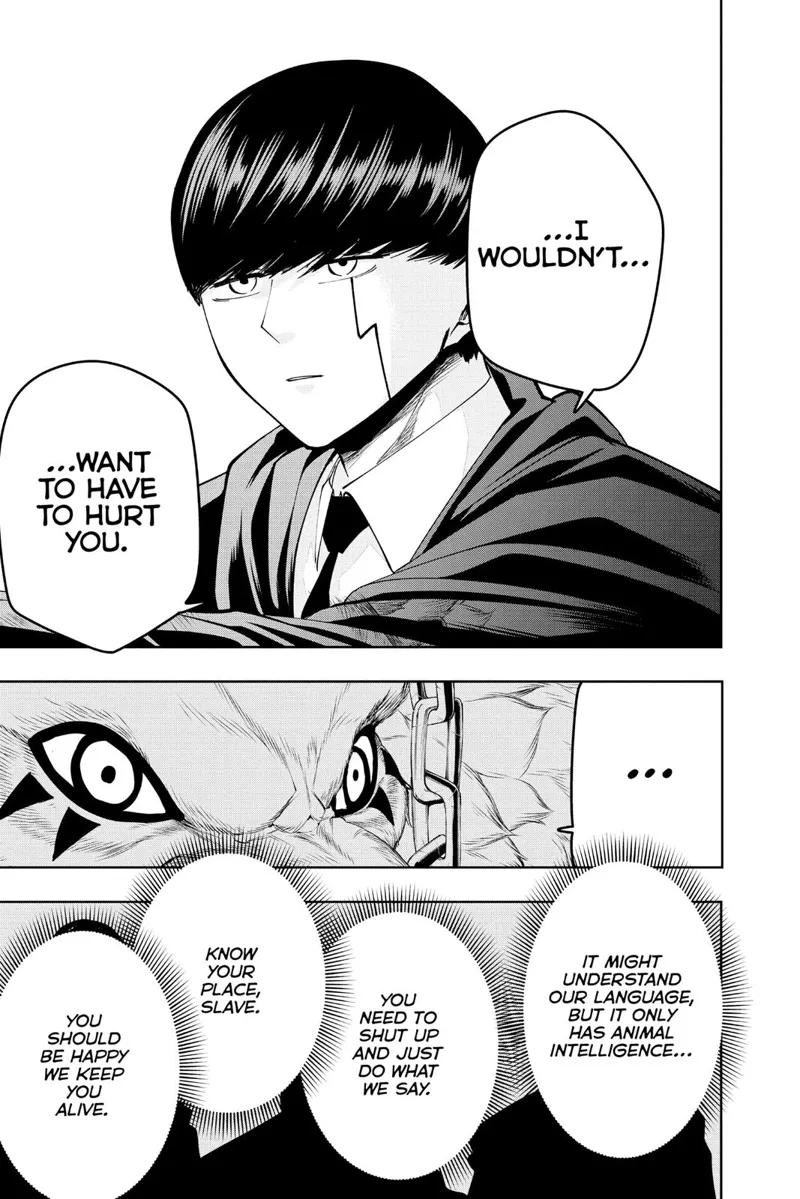 ...I
WOULDN'T...
...WANT
TO HAVE
TO HURT
YOU.
...
IT MIGHT
UNDERSTAND
OUR LANGUAGE,
BUT IT ONLY
HAS ANIMAL
INTELLIGENCE...
YOU
NEED TO
SHUT UP
AND JUST
DO WHAT
WE SAY.
KNOW
YOUR
PLACE,
SLAVE.
YOU
SHOULD
BE HAPPY
WE KEEP
YOU
ALIVE.